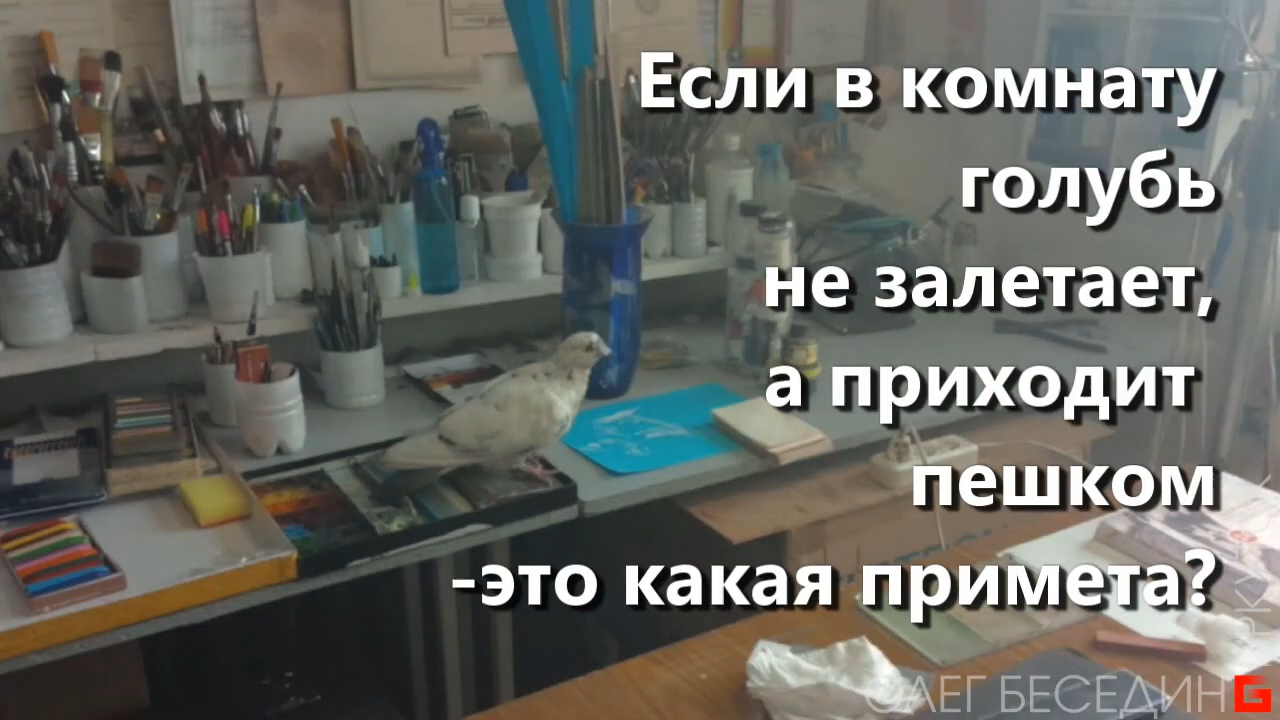 Если в комнату
голубь
не залетает,
а приходит
пешком
-это какая примета?
ОЛЕГ БЕСЕДИН